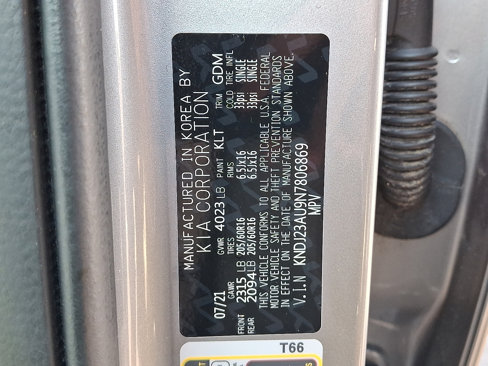 MANUFACTURED IN KOREA BY
KIA CORPORATION
07/21 GVWR 4023 LB PAINT KLT TRIM GDM
GAWR TIRES RIMS COLD TIRE INFL
FRONT 2315 LB 205/60R16 6.5Jx16 33psi SINGLE
REAR 2094 LB 205/60R16 6.5Jx16 33psi SINGLE
THIS VEHICLE CONFORMS TO ALL APPLICABLE U.S.A FEDERAL
MOTOR VEHICLE SAFETY AND THEFT PREVENTION STANDARDS
IN EFFECT ON THE DATE OF MANUFACTURE SHOWN ABOVE.
V.I.N KNDJ23AU9N7806869
MPV
T66